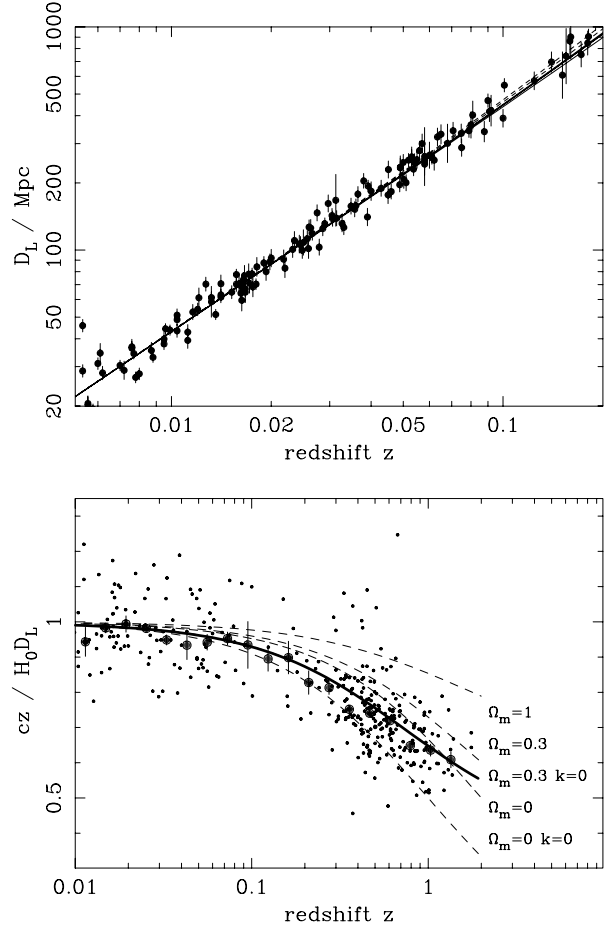 1000
500
200
100
50
20
D_L / Mpc
0.01
0.02
0.05
0.1
redshift z
1
0.5
cz / H_0D_L
Ω_m=1
Ω_m=0.3
Ω_m=0.3 k=0
Ω_m=0
Ω_m=0 k=0
0.01
0.1
1
redshift z